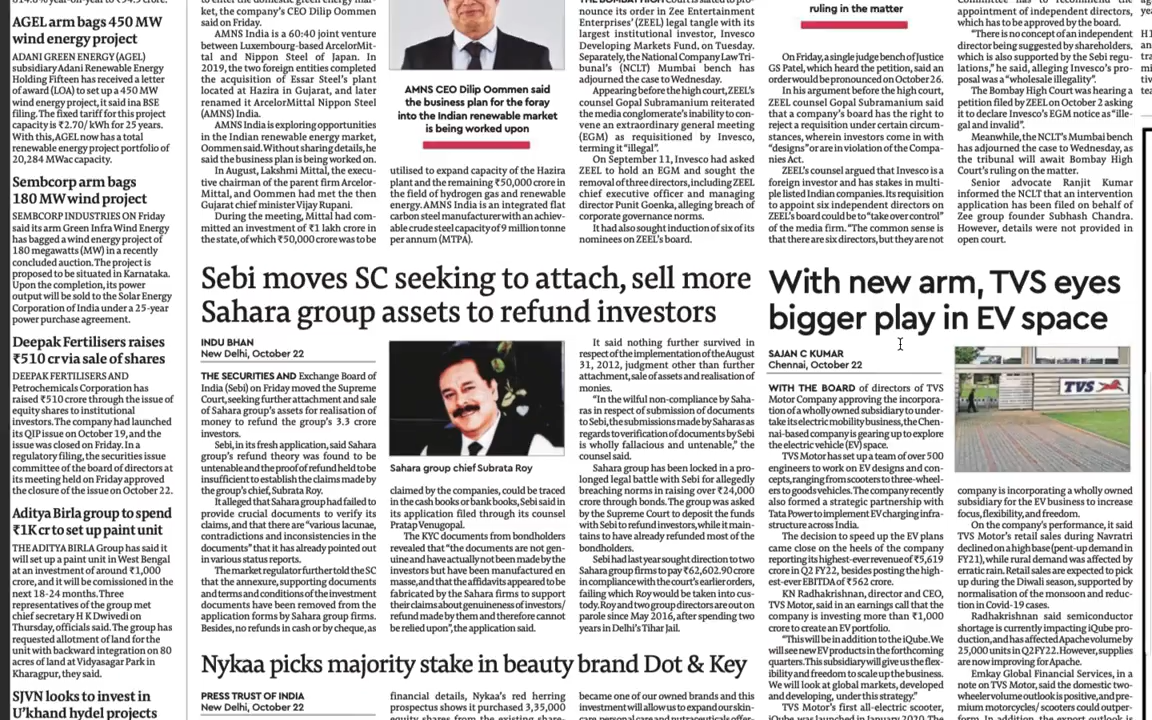 AGEL arm bags 450 MW
wind energy project
ADANI GREEN ENERGY (AGEL)
subsidiary Adani Renewable Energy
Holding Fifteen has received a letter
of award (LOA) to set up a 450 MW
wind energy project, it said ina BSE
filing. The fixed tariff for this project
capacity is ₹2.70/ kWh for 25 years.
With this, AGEL now has a total
renewable energy project portfolio of
20,284 MWac capacity.
Sembcorp arm bags
180 MW wind project
SEMBCORP INDUSTRIES ON Friday
said its arm Green Infra Wind Energy
has bagged a wind energy project of
180 megawatts (MW) in a recently
concluded auction. The project is
proposed to be situated in Karnataka.
Upon the completion, its power
output will be sold to the Solar Energy
Corporation of India under a 25-year
power purchase agreement.
Deepak Fertilisers raises
₹510 cr via sale of shares
DEEPAK FERTILISERS AND
Petrochemicals Corporation has
raised ₹510 crore through the issue of
equity shares to institutional
investors. The company had launched
its QIP issue on October 19, and the
issue was closed on Friday. In a
regulatory filing, the securities issue
committee of the board of directors at
its meeting held on Friday approved
the closure of the issue on October 22.
Aditya Birla group to spend
₹1K cr to set up paint unit
THE ADITYA BIRLA Group has said it
will set up a paint unit in West Bengal
at an investment of around ₹1,000
crore, and it will be comissioned in the
next 18-24 months. Three
representatives of the group met
chief secretary H K Dwivedi on
Thursday, officials said. The group has
requested allotment of land for the
unit with backward integration on 80
acres of land at Vidyasagar Park in
Kharagpur, they said.
SJVN looks to invest in
U'khand hydel projects
ket, the company's CEO Dilip Oommen
said on Friday.
AMNS India is a 60:40 joint venture
between Luxembourg-based ArcelorMit-
tal and Nippon Steel of Japan. In
2019, the two foreign entities completed
the acquisition of Essar Steel's plant
located at Hazira in Gujarat, and later
renamed it ArcelorMittal Nippon Steel
(AMNS) India.
AMNS India is exploring opportunities
in the Indian renewable energy market,
Oommen said. Without sharing details, he
said the business plan is being worked on.
In August, Lakshmi Mittal, the execu-
tive chairman of the parent firm Arcelor-
Mittal, and Oommen had met the then
Gujarat chief minister Vijay Rupani.
During the meeting, Mittal had com-
mitted an investment of ₹1 lakh crore in
the state, of which ₹50,000 crore was to be
AMNS CEO Dilip Oommen said
the business plan for the foray
into the Indian renewable market
is being worked upon
utilised to expand capacity of the Hazira
plant and the remaining ₹50,000 crore in
the field of hydrogen gas and renewable
energy. AMNS India is an integrated flat
carbon steel manufacturer with an achiev-
able crude steel capacity of 9 million tonne
per annum (MTPA).
nounce its order in Zee Entertainment
Enterprises' (ZEEL) legal tangle with its
largest institutional investor, Invesco
Developing Markets Fund, on Tuesday.
Separately, the National Company Law Tri-
bunal's (NCLT) Mumbai bench has
adjourned the case to Wednesday.
Appearing before the high court, ZEEL's
counsel Gopal Subramanium reiterated
the media conglomerate's inability to con-
vene an extraordinary general meeting
(EGM) as requisitioned by Invesco,
terming it "illegal".
On September 11, Invesco had asked
ZEEL to hold an EGM and sought the
removal of three directors, including ZEEL
chief executive officer and managing
director Punit Goenka, alleging breach of
corporate governance norms.
It had also sought induction of six of its
nominees on ZEEL's board.
ruling in the matter
On Friday, a single judge bench of Justice
GS Patel, which heard the petition, said an
order would be pronounced on October 26.
In his argument before the high court,
ZEEL counsel Gopal Subramanium said
that a company's board has the right to
reject a requisition under certain circum-
stances, wherein investors come with
"designs" or are in violation of the Compa-
nies Act.
ZEEL's counsel argued that Invesco is a
foreign investor and has stakes in multi-
ple listed Indian companies. Its requisition
to appoint six independent directors on
ZEEL's board could be to "take over control"
of the media firm. "The common sense is
that there are six directors, but they are not
appointment of independent directors,
which has to be approved by the board.
"There is no concept of an independent
director being suggested by shareholders,
which is also supported by the Sebi regu-
lations," he said, alleging Invesco's pro-
posal was a "wholesale illegality".
The Bombay High Court was hearing a
petition filed by ZEEL on October 2 asking
it to declare Invesco's EGM notice as "ille-
gal and invalid".
Meanwhile, the NCLT's Mumbai bench
has adjourned the case to Wednesday, as
the tribunal will await Bombay High
Court's ruling on the matter.
Senior advocate Ranjit Kumar
informed the NCLT that an intervention
application has been filed on behalf of
Zee group founder Subhash Chandra.
However, details were not provided in
open court.
Sebi moves SC seeking to attach, sell more
Sahara group assets to refund investors
INDU BHAN
New Delhi, October 22
THE SECURITIES AND Exchange Board of
India (Sebi) on Friday moved the Supreme
Court, seeking further attachment and sale
of Sahara group's assets for realisation of
money to refund the group's 3.3 crore
investors.
Sebi, in its fresh application, said Sahara
group's refund theory was found to be
untenable and the proof of refund held to be
insufficient to establish the claims made by
the group's chief, Subrata Roy.
It alleged that Sahara group had failed to
provide crucial documents to verify its
claims, and that there are "various lacunae,
contradictions and inconsistencies in the
documents" that it has already pointed out
in various status reports.
The market regulator further told the SC
that the annexure, supporting documents
and terms and conditions of the investment
documents have been removed from the
application forms by Sahara group firms.
Besides, no refunds in cash or by cheque, as
Sahara group chief Subrata Roy
claimed by the companies, could be traced
in the cash books or bank books, Sebi said in
its application filed through its counsel
Pratap Venugopal.
The KYC documents from bondholders
revealed that "the documents are not gen-
uine and have actually not been made by the
investors but have been manufactured en
masse, and that the affidavits appeared to be
fabricated by the Sahara firms to support
their claims about genuineness of investors/
refund made by them and therefore cannot
be relied upon", the application said.
It said nothing further survived in
respect of the implementation of the August
31, 2012, judgment other than further
attachment, sale of assets and realisation of
monies.
"In the wilful non-compliance by Saha-
ras in respect of submission of documents
to Sebi, the submissions made by Saharas as
regards to verification of documents by Sebi
is wholly fallacious and untenable," the
counsel said.
Sahara group has been locked in a pro-
longed legal battle with Sebi for allegedly
breaching norms in raising over ₹24,000
crore through bonds. The group was asked
by the Supreme Court to deposit the funds
with Sebi to refund investors, while it main-
tains to have already refunded most of the
bondholders.
Sebi had last year sought direction to two
Sahara group firms to pay ₹62,602.90 crore
in compliance with the court's earlier orders,
failing which Roy would be taken into cus-
tody. Roy and two group directors are out on
parole since May 2016, after spending two
years in Delhi's Tihar Jail.
With new arm, TVS eyes
bigger play in EV space
SAJAN C KUMAR
Chennai, October 22
WITH THE BOARD of directors of TVS
Motor Company approving the incorpora-
tion of a wholly owned subsidiary to under-
take its electric mobility business, the Chen-
nai-based company is gearing up to explore
the electric vehicle (EV) space.
TVS Motor has set up a team of over 500
engineers to work on EV designs and con-
cepts, ranging from scooters to three-wheel-
ers to goods vehicles. The company recently
also formed a strategic partnership with
Tata Power to implement EV charging infra-
structure across India.
The decision to speed up the EV plans
came close on the heels of the company
reporting its highest-ever revenue of ₹5,619
crore in Q2 FY22, besides posting the high-
est-ever EBITDA of ₹562 crore.
KN Radhakrishnan, director and CEO,
TVS Motor, said in an earnings call that the
company is investing more than ₹1,000
crore to create an EV portfolio.
"This will be in addition to the iQube. We
will see new EV products in the forthcoming
quarters. This subsidiary will give us the flex-
ibility and freedom to scale up the business.
We will look at global markets, developed
and developing, under this strategy."
TVS Motor's first all-electric scooter,
iQube was launched in January 2020. The
TVS
company is incorporating a wholly owned
subsidiary for the EV business to increase
focus, flexibility, and freedom.
On the company's performance, it said
TVS Motor's retail sales during Navratri
declined on a high base (pent-up demand in
FY21), while rural demand was affected by
erratic rain. Retail sales are expected to pick
up during the Diwali season, supported by
normalisation of the monsoon and reduc-
tion in Covid-19 cases.
Radhakrishnan said semiconductor
shortage is currently impacting iQube pro-
duction, and has affected Apache volume by
25,000 units in Q2 FY22. However, supplies
are now improving for Apache.
Emkay Global Financial Services, in a
note on TVS Motor, said the domestic two-
wheeler volume outlook is positive, and pre-
mium motorcycles/ scooters could outper-
form. In addition, the export outlook is
Nykaa picks majority stake in beauty brand Dot & Key
PRESS TRUST OF INDIA
New Delhi, October 22
financial details, Nykaa's red herring
prospectus shows it purchased 3,35,000
became one of our owned brands and this
investment will allow us to expand our skin-